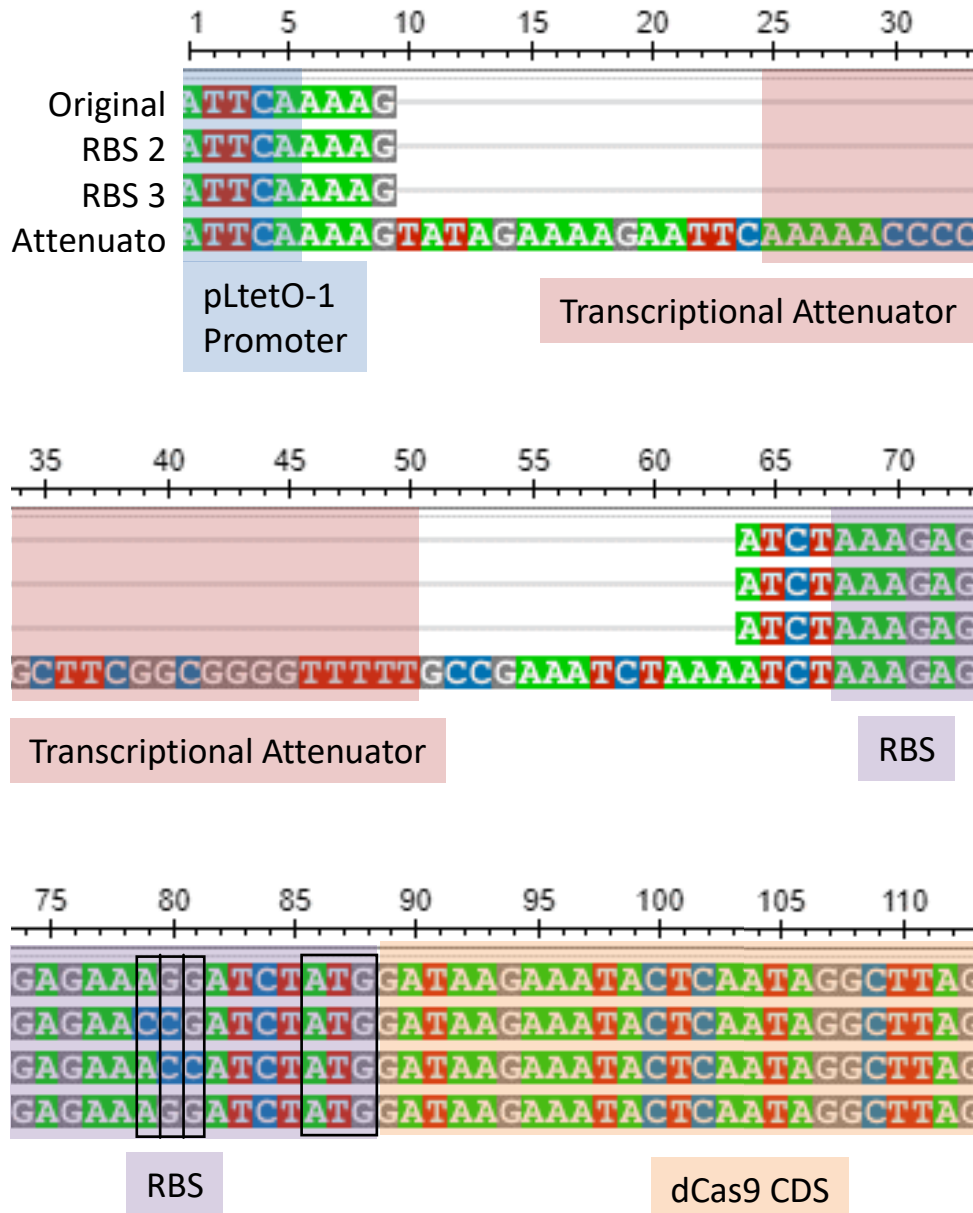 1 5 10 15 20 25 30
Original ATTCAAAAG
RBS 2 ATTCAAAAG
RBS 3 ATTCAAAAG
Attenuato ATTCAAAAGTATAGAAAAGAATTCAAAAACCCC
pLtetO-1
Promoter
Transcriptional Attenuator
35 40 45 50 55 60 65 70
ATCTAAAGAG
ATCTAAAGAG
ATCTAAAGAG
GCTTCGGCGGGGTTTTTGCCGAAATCTAAAATCTAAAGAG
Transcriptional Attenuator
RBS
75 80 85 90 95 100 105 110
GAGAAAGGATCTATGGATAAGAAATACTCAATAGGCTTAG
GAGAACCGATCTATGGATAAGAAATACTCAATAGGCTTAG
GAGAAACCATCTATGGATAAGAAATACTCAATAGGCTTAG
GAGAAAGGATCTATGGATAAGAAATACTCAATAGGCTTAG
RBS
dCas9 CDS